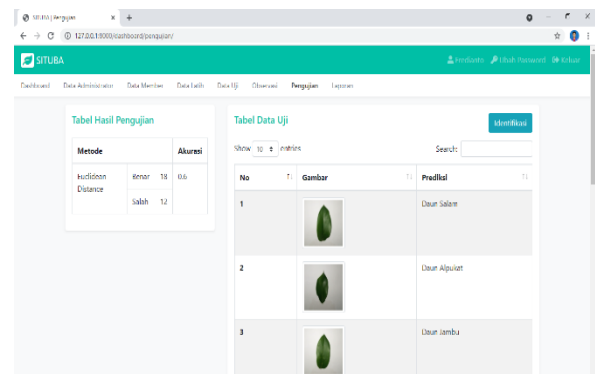 SITUBA | Pengujian
127.0.0.1:8000/dashboard/pengujian/
SITUBA
Ferdianto Ubah Password Keluar
Dashboard Data Administrator Data Member Data Latih Data Uji Observasi Pengujian Laporan
Tabel Hasil Pengujian
Metode Akurasi
Euclidean Distance Benar 18 0.6
Salah 12
Tabel Data Uji
Identifikasi
Show 10 entries Search:
No Gambar Prediksi
1 Daun Salam
2 Daun Alpukat
3 Daun Jambu